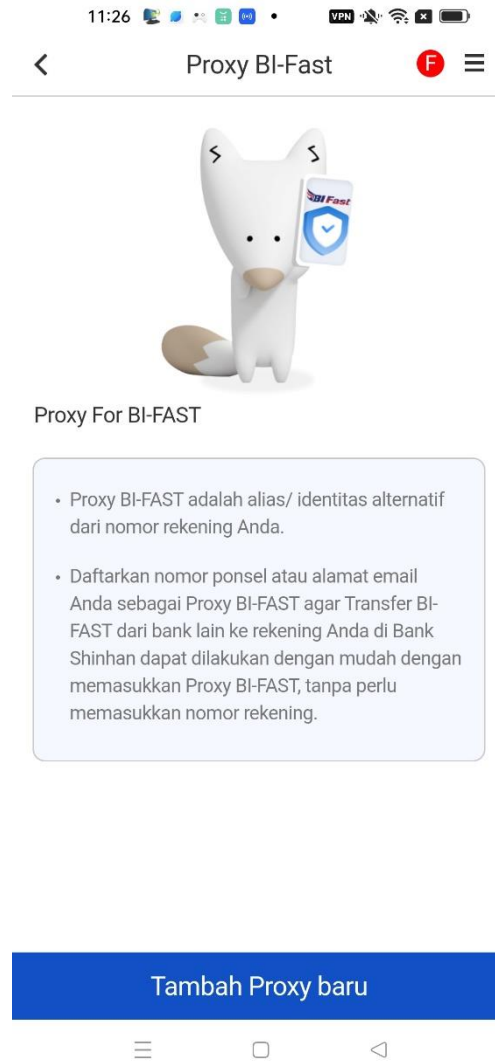 11:26 VPN
Proxy BI-Fast F
BI Fast
Proxy For BI-FAST
• Proxy BI-FAST adalah alias/ identitas alternatif
dari nomor rekening Anda.
• Daftarkan nomor ponsel atau alamat email
Anda sebagai Proxy BI-FAST agar Transfer BI-
FAST dari bank lain ke rekening Anda di Bank
Shinhan dapat dilakukan dengan mudah dengan
memasukkan Proxy BI-FAST, tanpa perlu
memasukkan nomor rekening.
Tambah Proxy baru